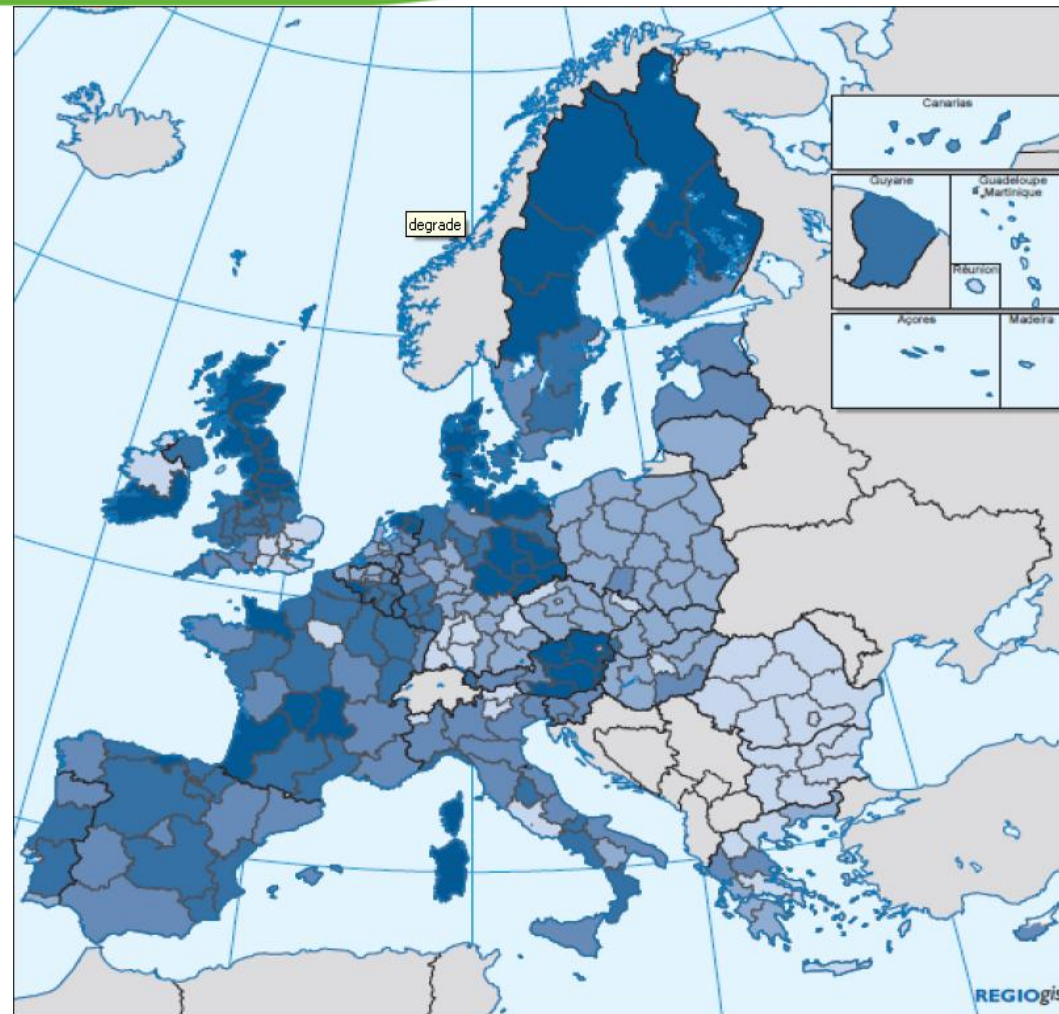 degrade
Canarias
Guyane
Guadeloupe
Martinique
Réunion
Açores
Madeira
REGIOgis